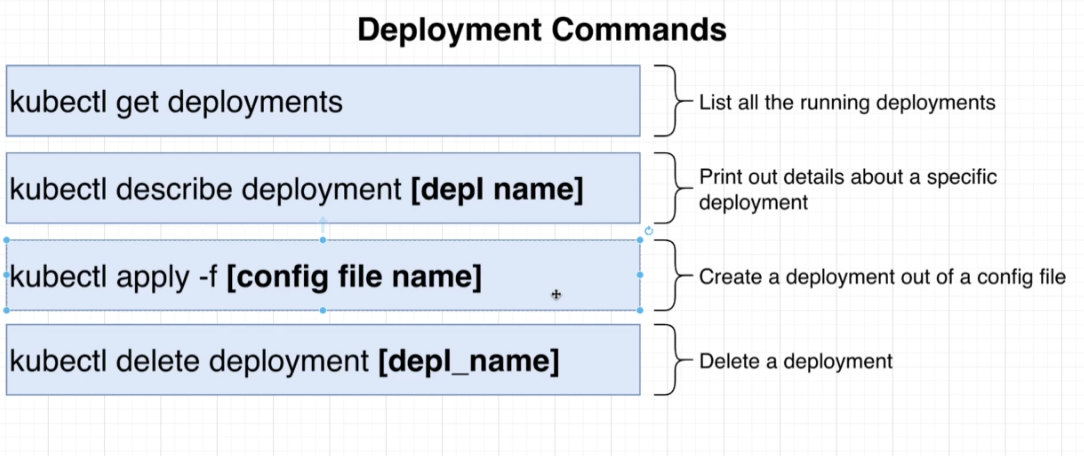 Deployment Commands
kubectl get deployments
List all the running deployments
kubectl describe deployment [depl name]
Print out details about a specific
deployment
kubectl apply -f [config file name]
Create a deployment out of a config file
kubectl delete deployment [depl_name]
Delete a deployment